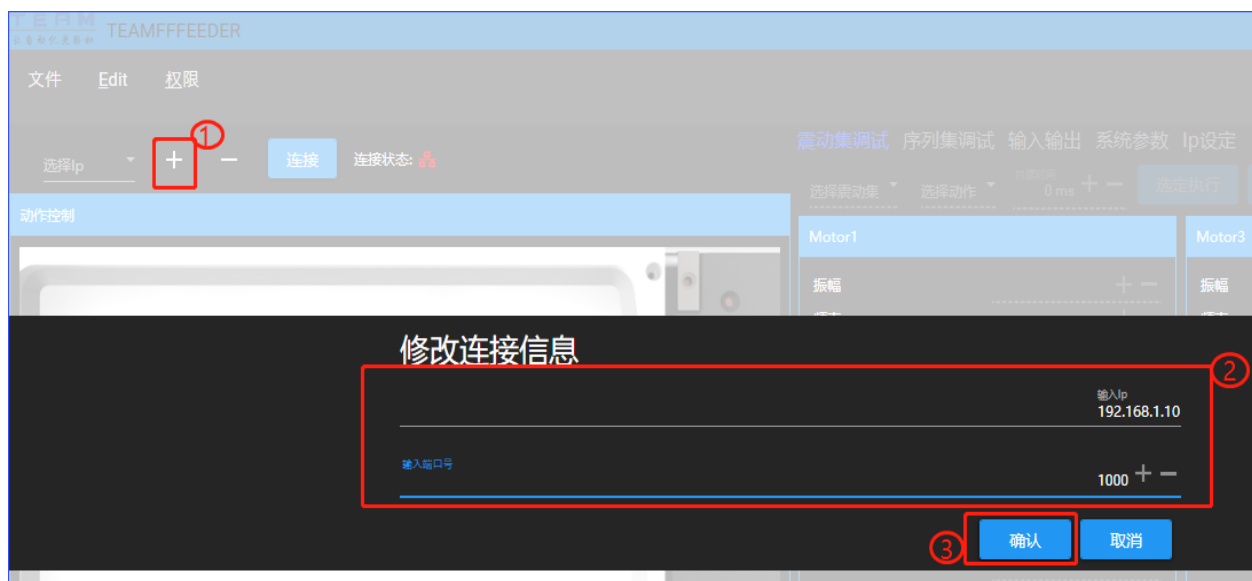 TEAM
TEAMFFFEEDER
文件 Edit 权限
①
选择Ip + − 连接 连接状态:
震动集调试 序列集调试 输入输出 系统参数 Ip设定
选择震动集 选择动作 0 ms + − 选定执行
动作控制
Motor1 Motor3
振幅 + − 振幅
修改连接信息
②
输入Ip
192.168.1.10
输入端口号
1000 + −
③ 确认 取消